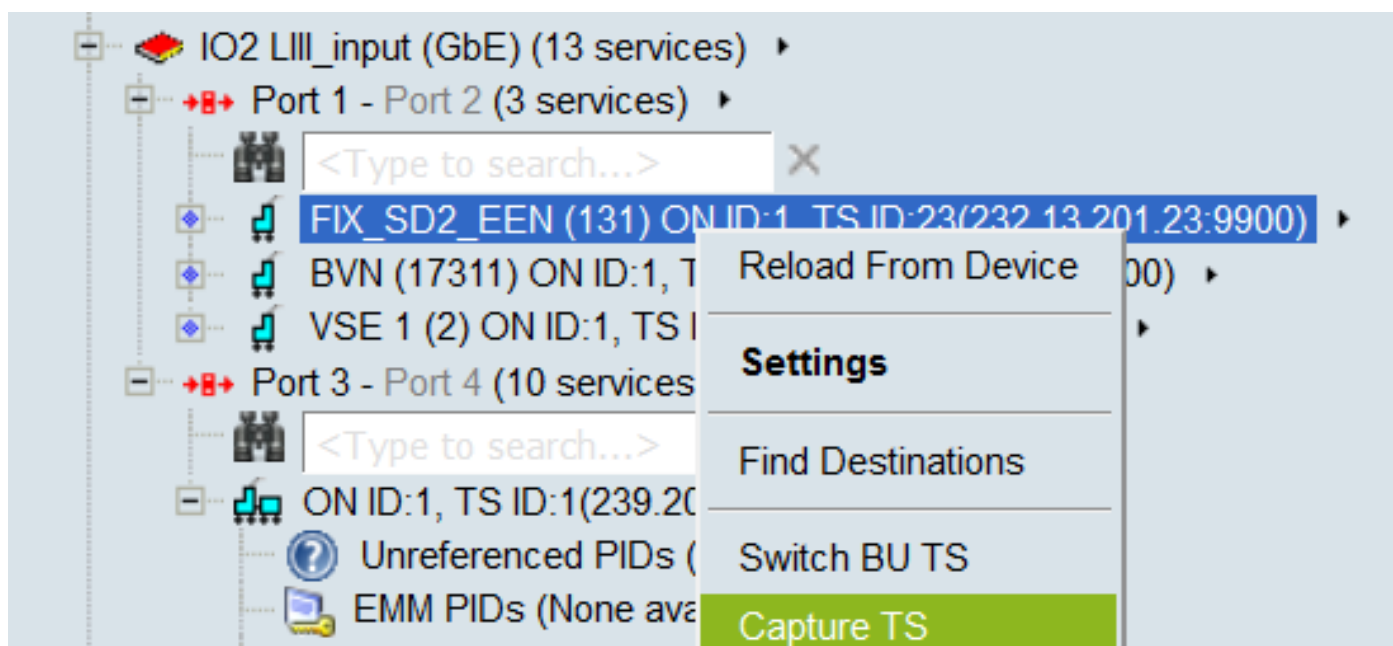 IO2 LIII_input (GbE) (13 services)
Port 1 - Port 2 (3 services)
<Type to search...>
FIX_SD2_EEN (131) ON ID:1, TS ID:23(232.13.201.23:9900)
BVN (17311) ON ID:1, T
00)
VSE 1 (2) ON ID:1, TS I
Port 3 - Port 4 (10 services
<Type to search...>
ON ID:1, TS ID:1(239.20
Unreferenced PIDs (
EMM PIDs (None ava
Reload From Device
Settings
Find Destinations
Switch BU TS
Capture TS